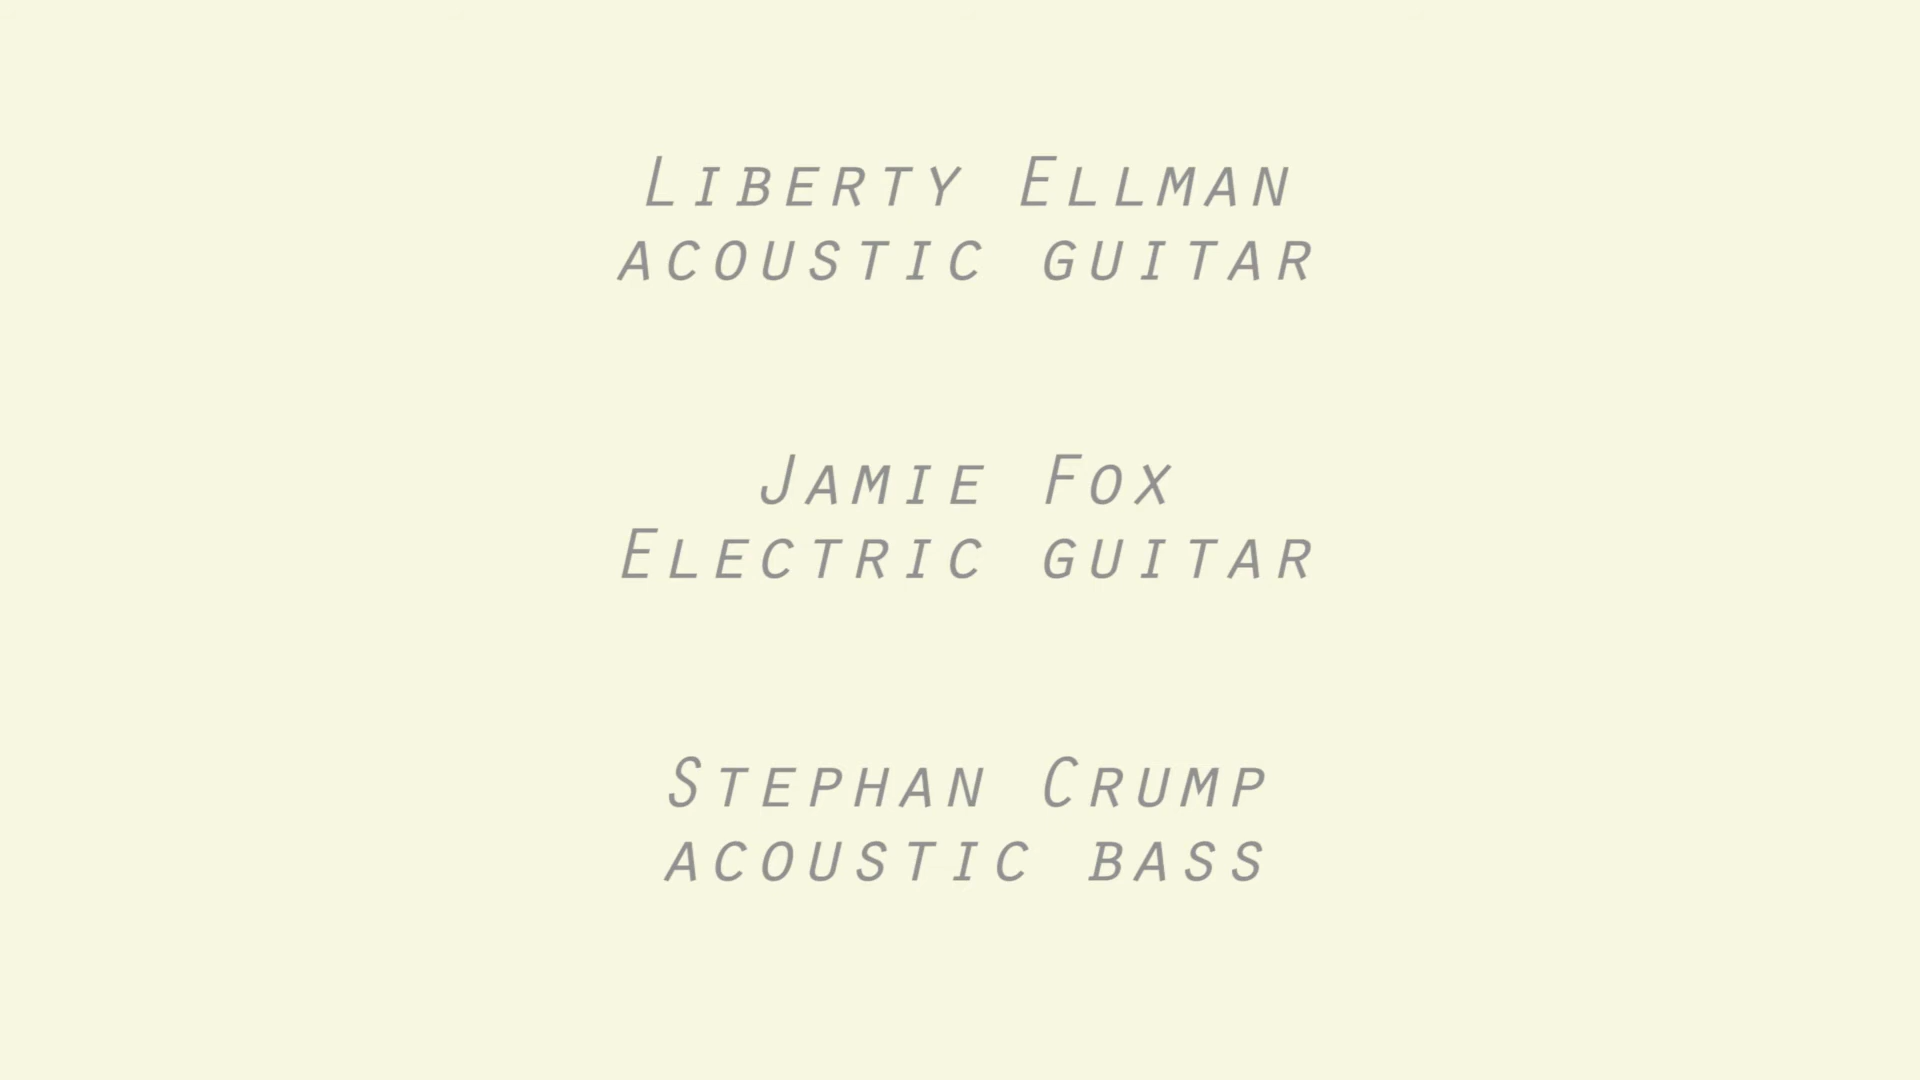 Liberty Ellman
acoustic guitar
Jamie Fox
Electric guitar
Stephan Crump
acoustic bass